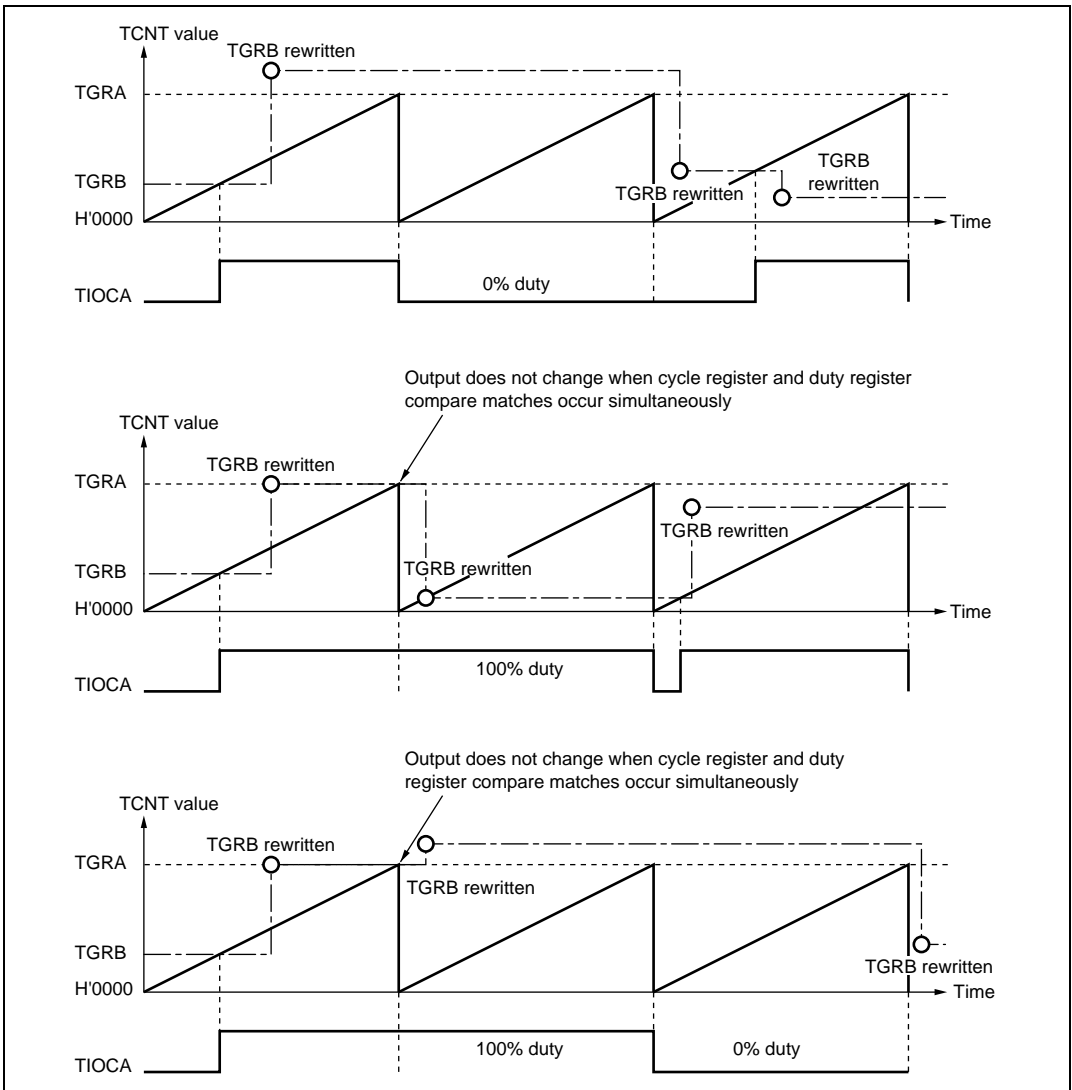 TCNT value
TGRB rewritten
TGRA
TGRB
rewritten
TGRB
TGRB rewritten
H'0000
Time
0% duty
TIOCA
Output does not change when cycle register and duty register
compare matches occur simultaneously
TCNT value
TGRB rewritten
TGRA
TGRB rewritten
TGRB
TGRB rewritten
H'0000
Time
100% duty
TIOCA
Output does not change when cycle register and duty
register compare matches occur simultaneously
TCNT value
TGRB rewritten
TGRA
TGRB rewritten
TGRB
TGRB rewritten
H'0000
Time
100% duty
0% duty
TIOCA